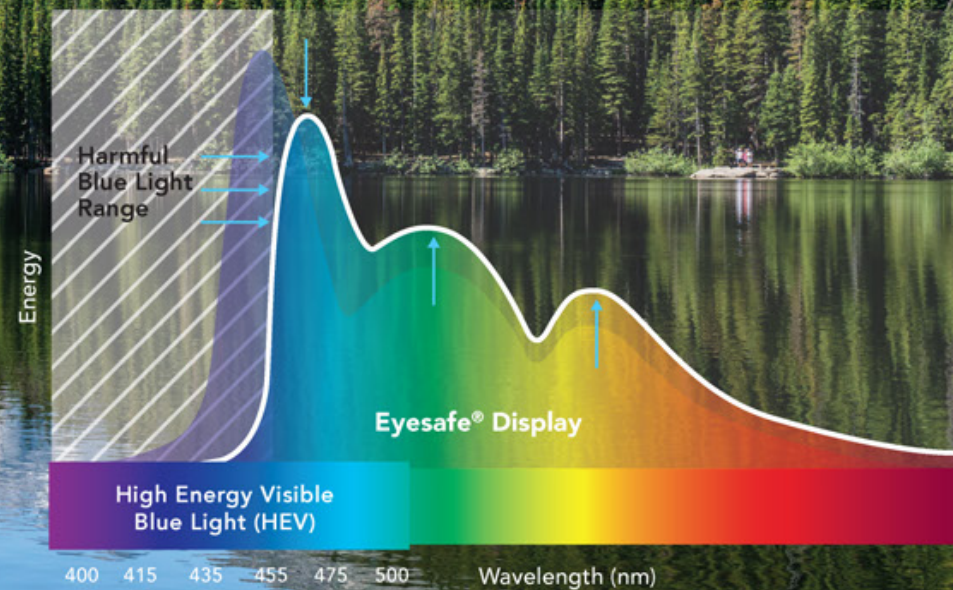 Harmful
Blue Light
Range
Energy
Eyesafe® Display
High Energy Visible
Blue Light (HEV)
400 415 435 455 475 500 Wavelength (nm)